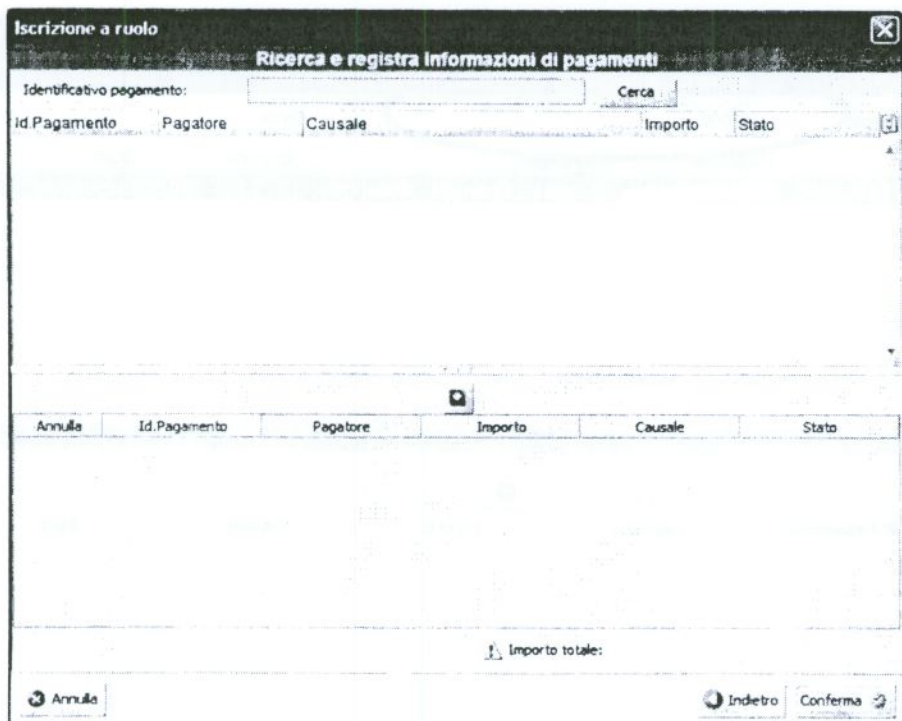 Iscrizione a ruolo
Ricerca e registra informazioni di pagamenti
Identificativo pagamento: Cerca
Id.Pagamento Pagatore Causale Importo Stato
Annulla Id.Pagamento Pagatore Importo Causale Stato
Importo totale:
Annulla Indietro Conferma